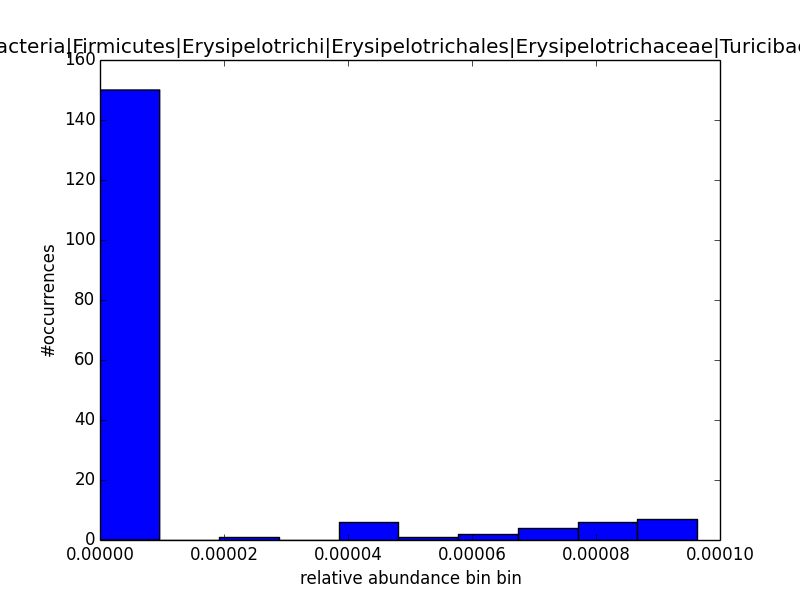 acteria|Firmicutes|Erysipelotrichi|Erysipelotrichales|Erysipelotrichaceae|Turicibac
160
140
120
100
80
60
40
20
0
#occurrences
0.00000 0.00002 0.00004 0.00006 0.00008 0.00010
relative abundance bin bin